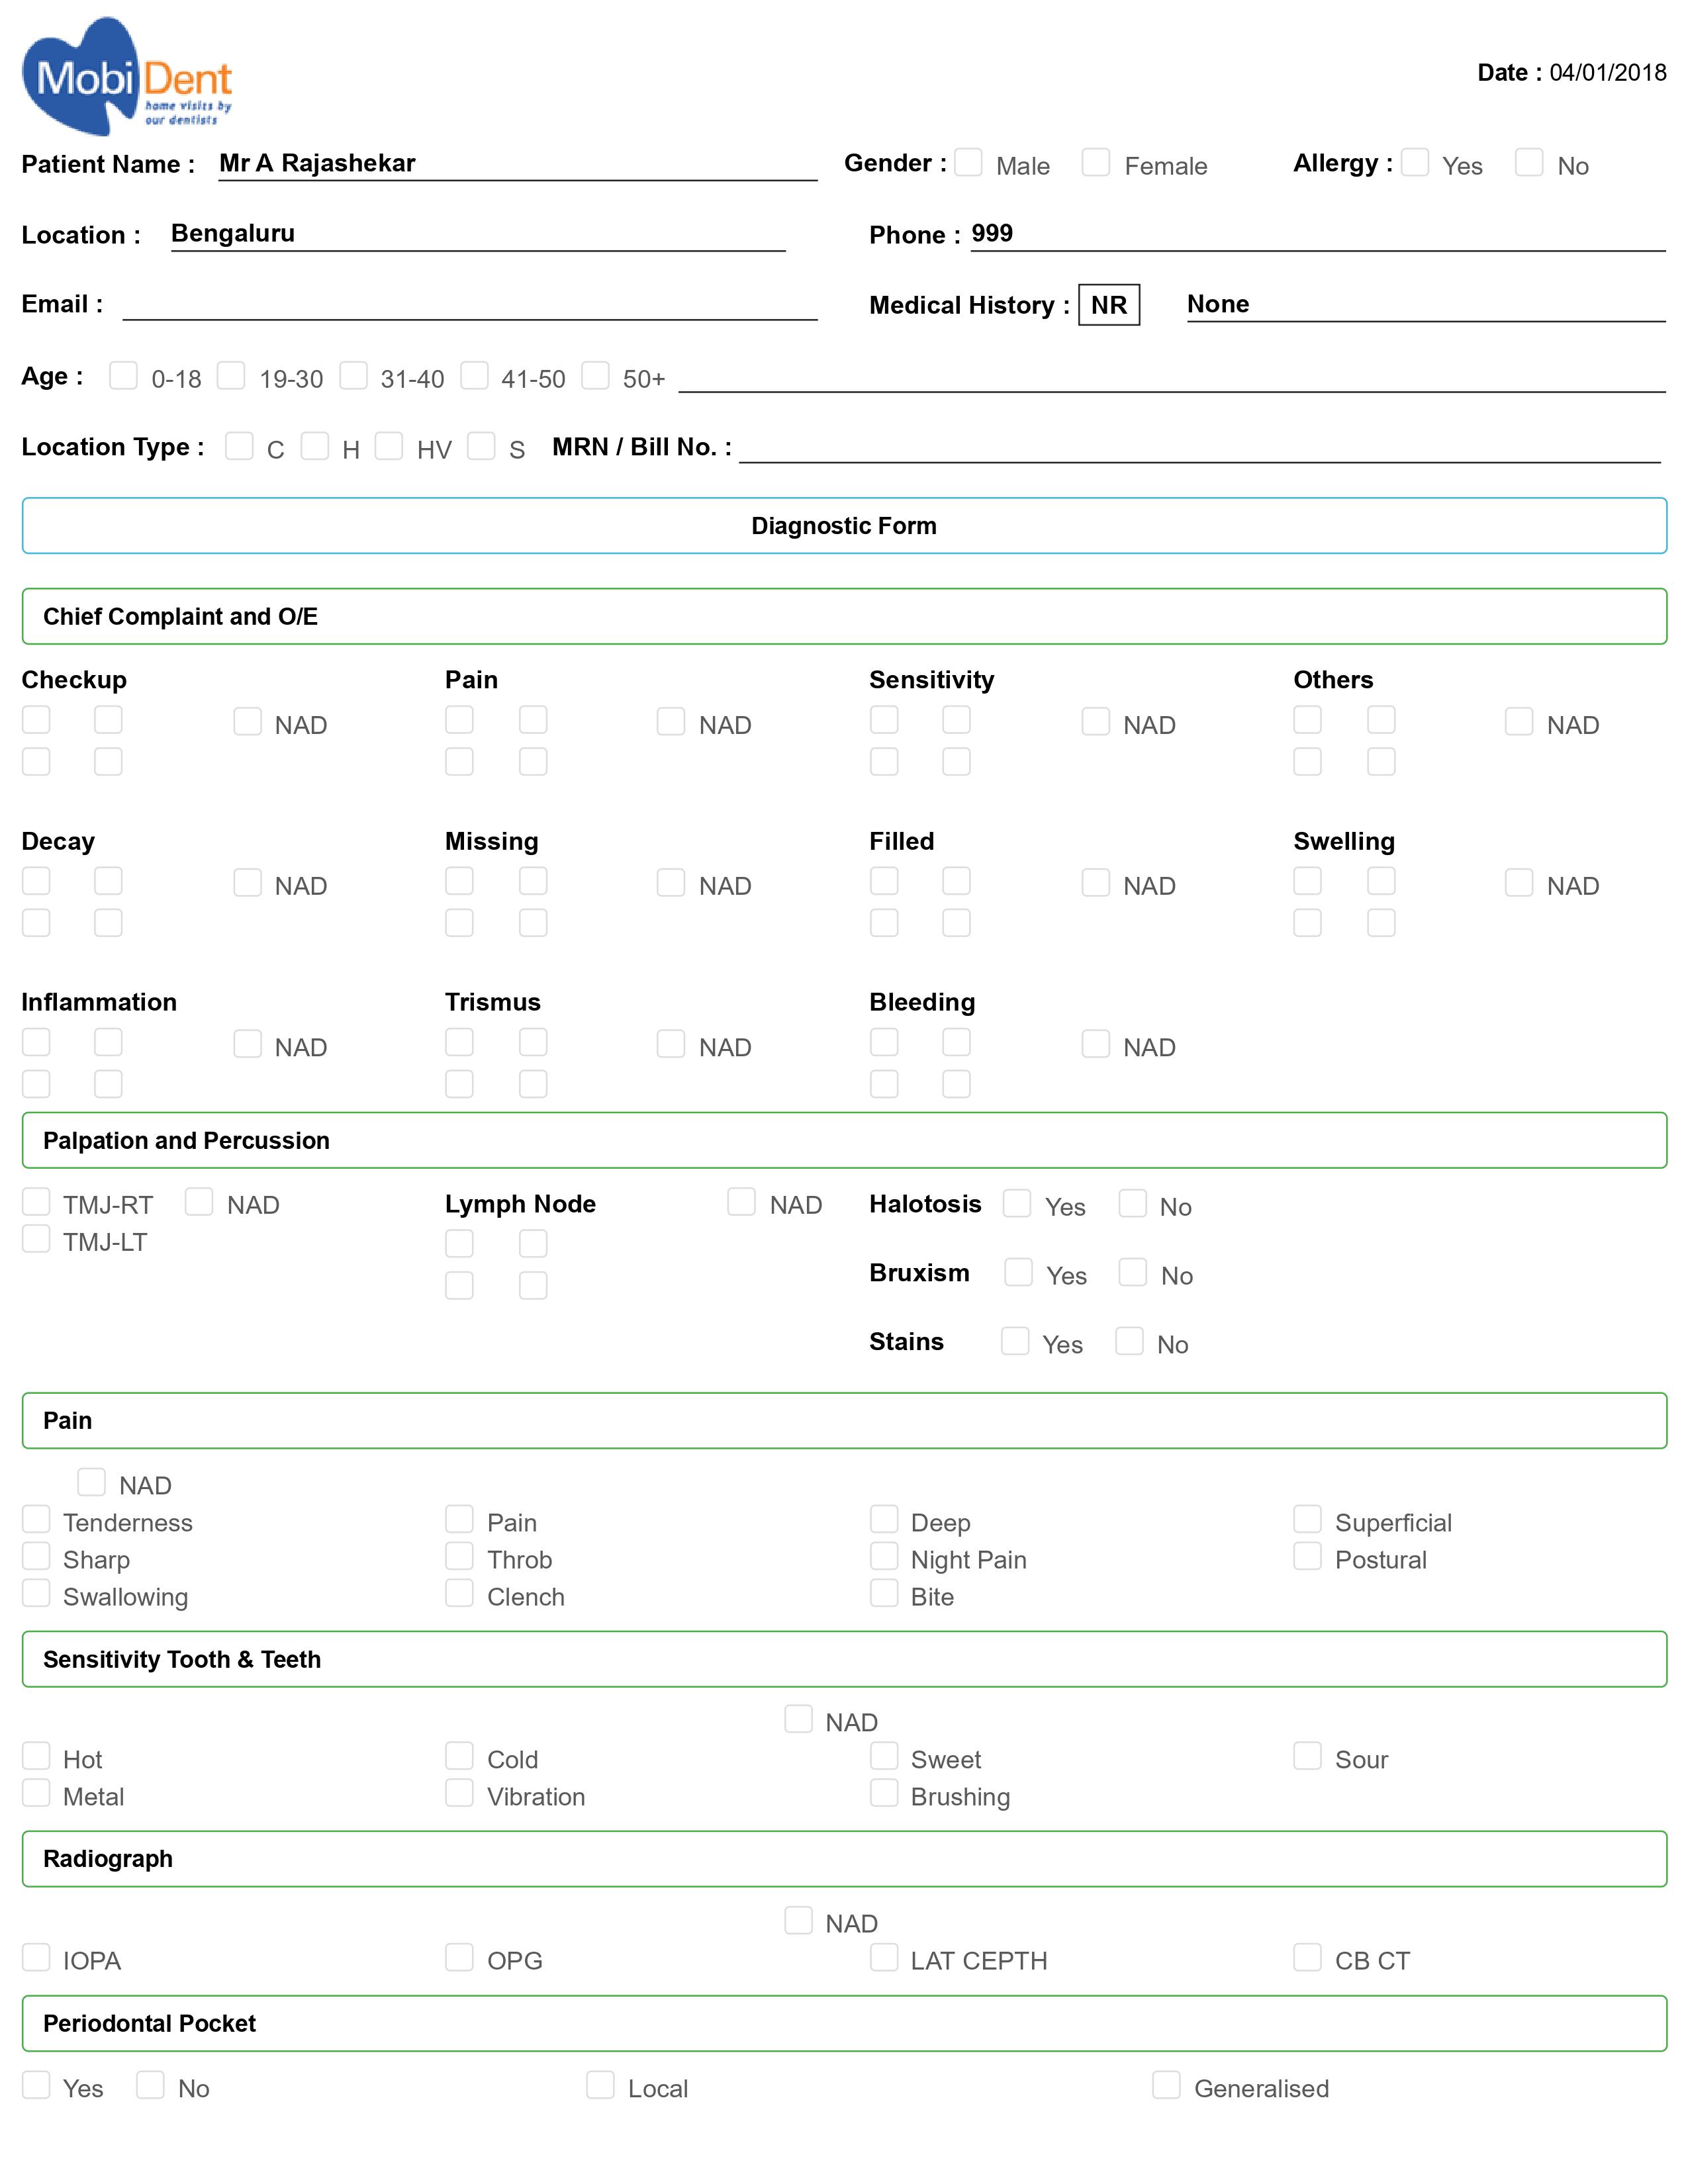 MobiDent
home visits by
our dentists
Date : 04/01/2018
Patient Name : Mr A Rajashekar Gender : Male Female Allergy : Yes No
Location : Bengaluru Phone : 999
Email : Medical History : NR None
Age : 0-18 19-30 31-40 41-50 50+
Location Type : C H HV S MRN / Bill No. :
Diagnostic Form
Chief Complaint and O/E
Checkup Pain Sensitivity Others
NAD NAD NAD NAD
Decay Missing Filled Swelling
NAD NAD NAD NAD
Inflammation Trismus Bleeding
NAD NAD NAD
Palpation and Percussion
TMJ-RT NAD Lymph Node NAD Halotosis Yes No
TMJ-LT
Bruxism Yes No
Stains Yes No
Pain
NAD
Tenderness Pain Deep Superficial
Sharp Throb Night Pain Postural
Swallowing Clench Bite
Sensitivity Tooth & Teeth
NAD
Hot Cold Sweet Sour
Metal Vibration Brushing
Radiograph
NAD
IOPA OPG LAT CEPTH CB CT
Periodontal Pocket
Yes No Local Generalised